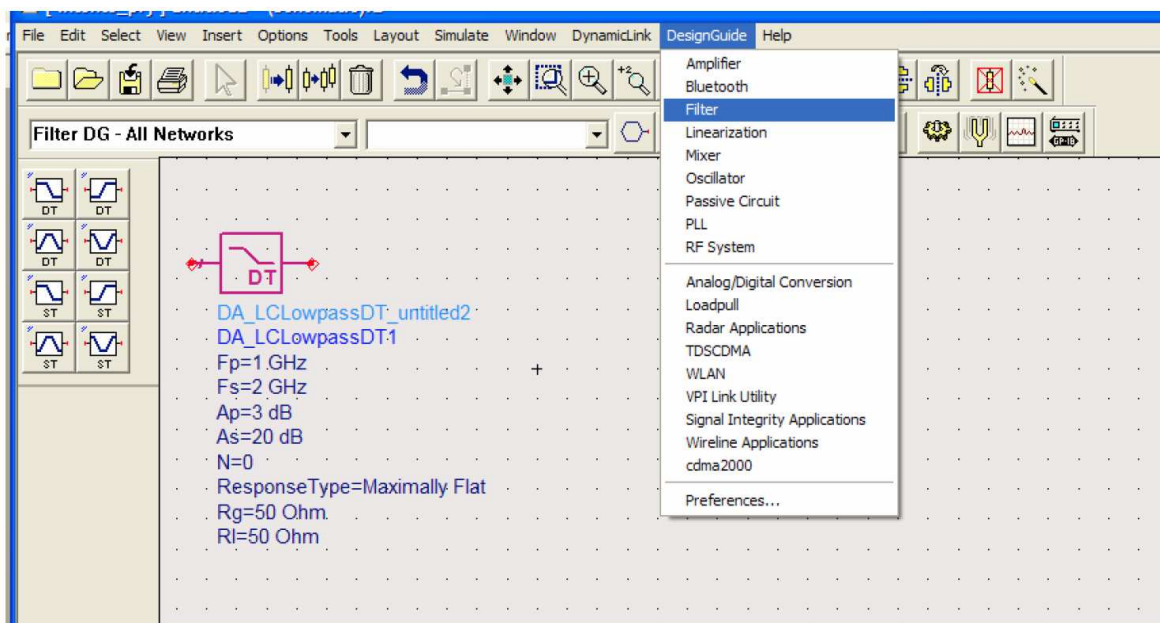 File Edit Select View Insert Options Tools Layout Simulate Window DynamicLink DesignGuide Help
Amplifier
Bluetooth
Filter
Linearization
Mixer
Oscillator
Passive Circuit
PLL
RF System
Analog/Digital Conversion
Loadpull
Radar Applications
TDSCDMA
WLAN
VPI Link Utility
Signal Integrity Applications
Wireline Applications
cdma2000
Preferences...
+2
Filter DG - All Networks
DT DT
DT DT
ST ST
ST ST
DT
DA_LCLowpassDT_untitled2
DA_LCLowpassDT1
Fp=1 GHz
Fs=2 GHz
Ap=3 dB
As=20 dB
N=0
ResponseType=Maximally Flat
Rg=50 Ohm
Rl=50 Ohm